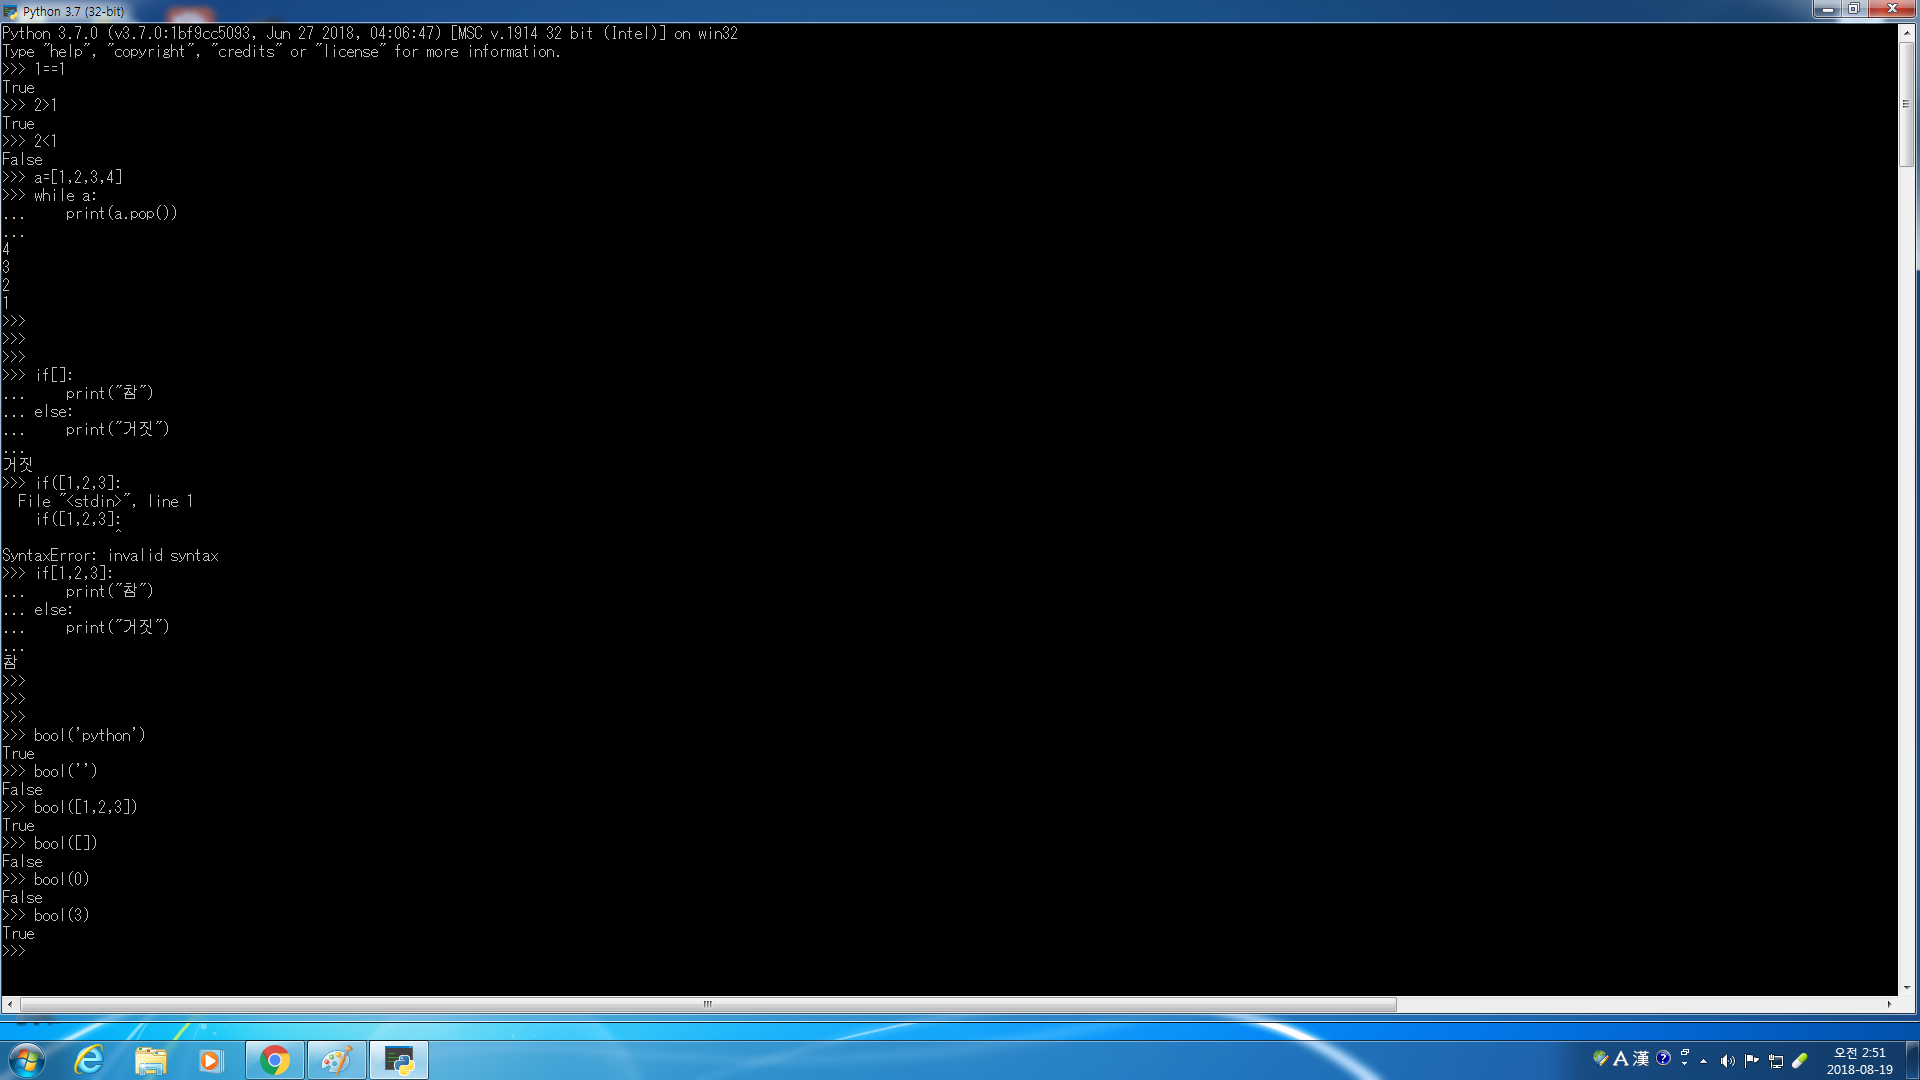 Python 3.7 (32-bit)
Python 3.7.0 (v3.7.0:1bf9cc5093, Jun 27 2018, 04:06:47) [MSC v.1914 32 bit (Intel)] on win32
Type "help", "copyright", "credits" or "license" for more information.
>>> 1==1
True
>>> 2>1
True
>>> 2<1
False
>>> a=[1,2,3,4]
>>> while a:
...     print(a.pop())
...
4
3
2
1
>>>
>>>
>>>
>>> if[]:
...     print("참")
... else:
...     print("거짓")
...
거짓
>>> if([1,2,3]:
  File "<stdin>", line 1
    if([1,2,3]:
              ^
SyntaxError: invalid syntax
>>> if[1,2,3]:
...     print("참")
... else:
...     print("거짓")
...
참
>>>
>>>
>>>
>>> bool('python')
True
>>> bool('')
False
>>> bool([1,2,3])
True
>>> bool([])
False
>>> bool(0)
False
>>> bool(3)
True
>>>
A 漢
오전 2:51
2018-08-19